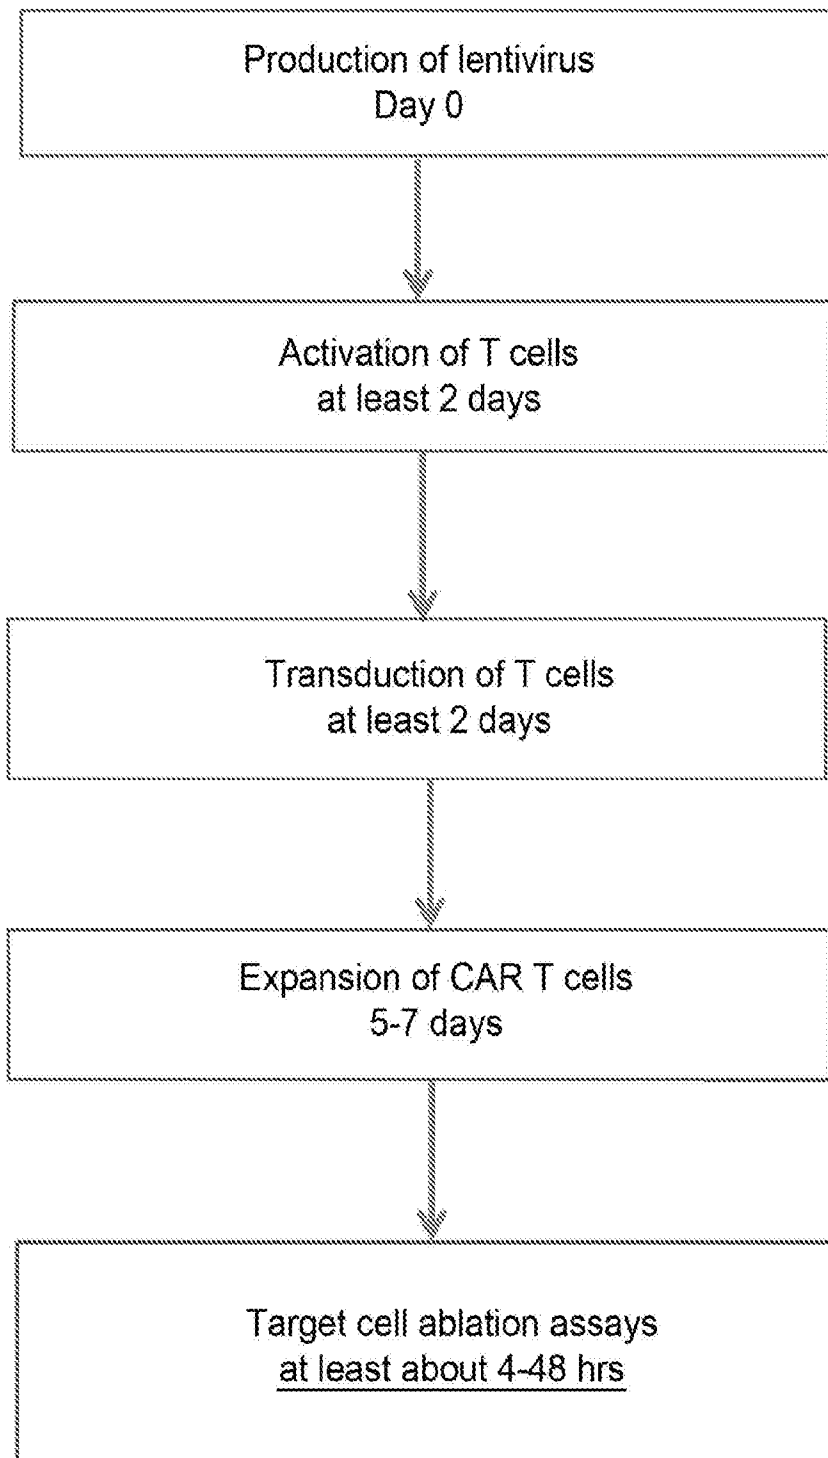 Production of lentivirus
Day 0
Activation of T cells
at least 2 days
Transduction of T cells
at least 2 days
Expansion of CAR T cells
5-7 days
Target cell ablation assays
at least about 4-48 hrs